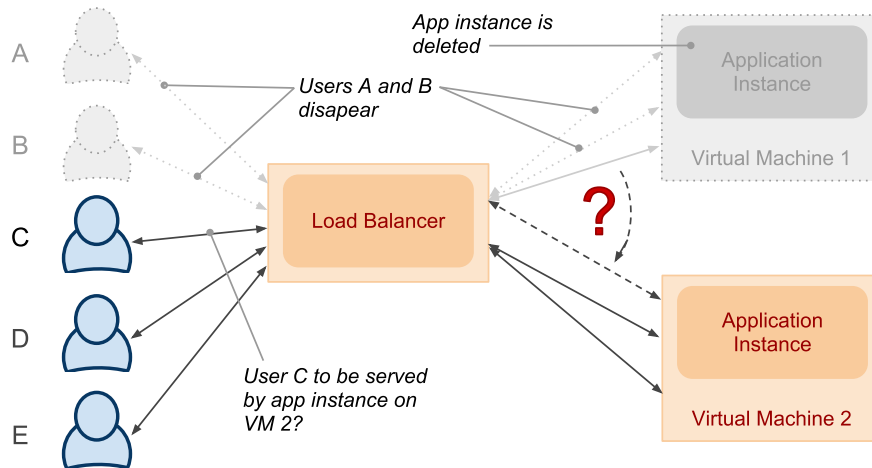 App instance is
deleted
A
Application
Instance
Users A and B
disapear
B
Virtual Machine 1
?
C
Load Balancer
D
Application
Instance
User C to be served
by app instance on
VM 2?
Virtual Machine 2
E